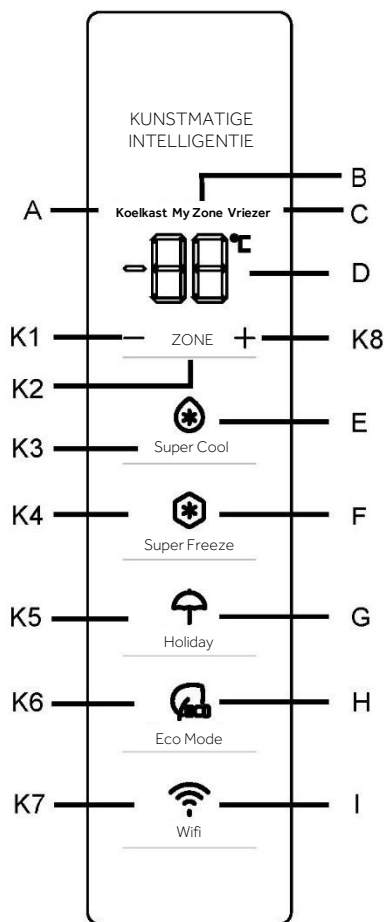 KUNSTMATIGE
INTELLIGENTIE
B
A
Koelkast My Zone Vriezer
C
-88°C
D
K1
- ZONE +
K8
K2
E
K3
Super Cool
K4
F
Super Freeze
K5
G
Holiday
K6
eco
H
Eco Mode
K7
I
Wifi